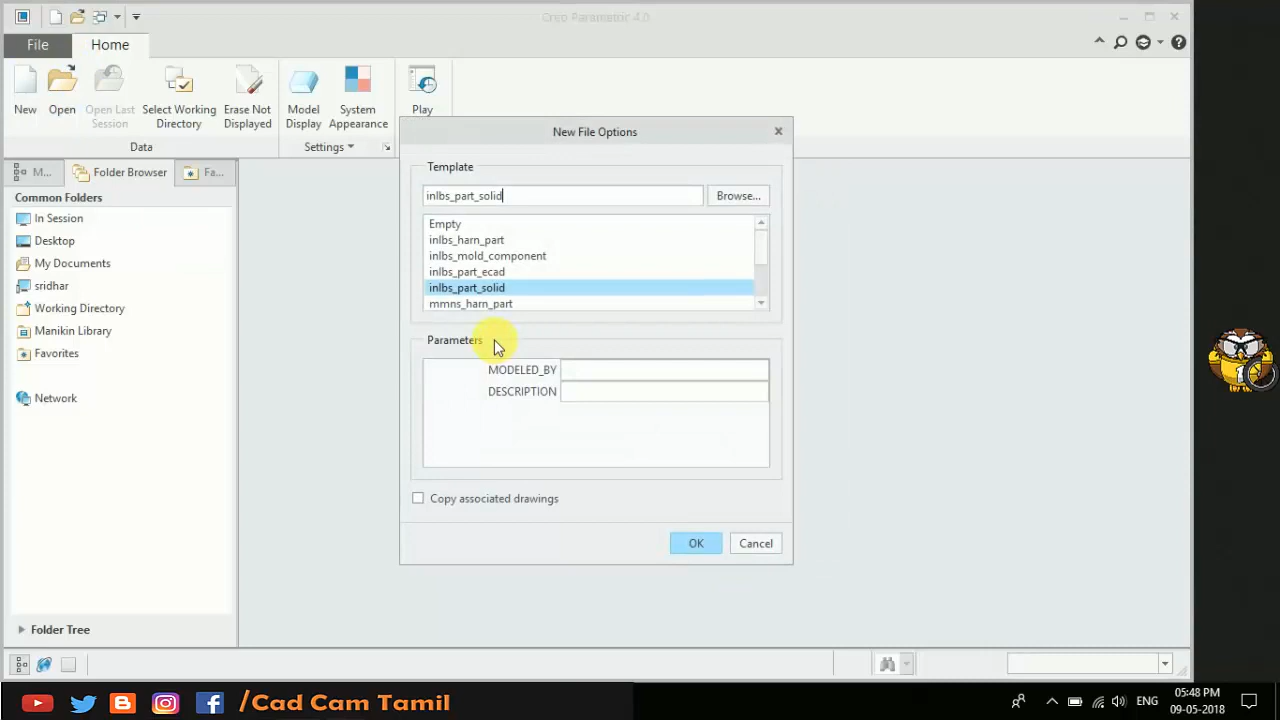 Creo Parametric 4.0
File
Home
New
Open
Open Last Session
Select Working Directory
Erase Not Displayed
Model Display
System Appearance
Play
Data
Settings
M...
Folder Browser
Fa...
Common Folders
In Session
Desktop
My Documents
sridhar
Working Directory
Manikin Library
Favorites
Network
Folder Tree
New File Options
Template
inlbs_part_solid
Browse...
Empty
inlbs_harn_part
inlbs_mold_component
inlbs_part_ecad
inlbs_part_solid
mmns_harn_part
Parameters
MODELED_BY
DESCRIPTION
Copy associated drawings
OK
Cancel
/Cad Cam Tamil
ENG
05:48 PM
09-05-2018